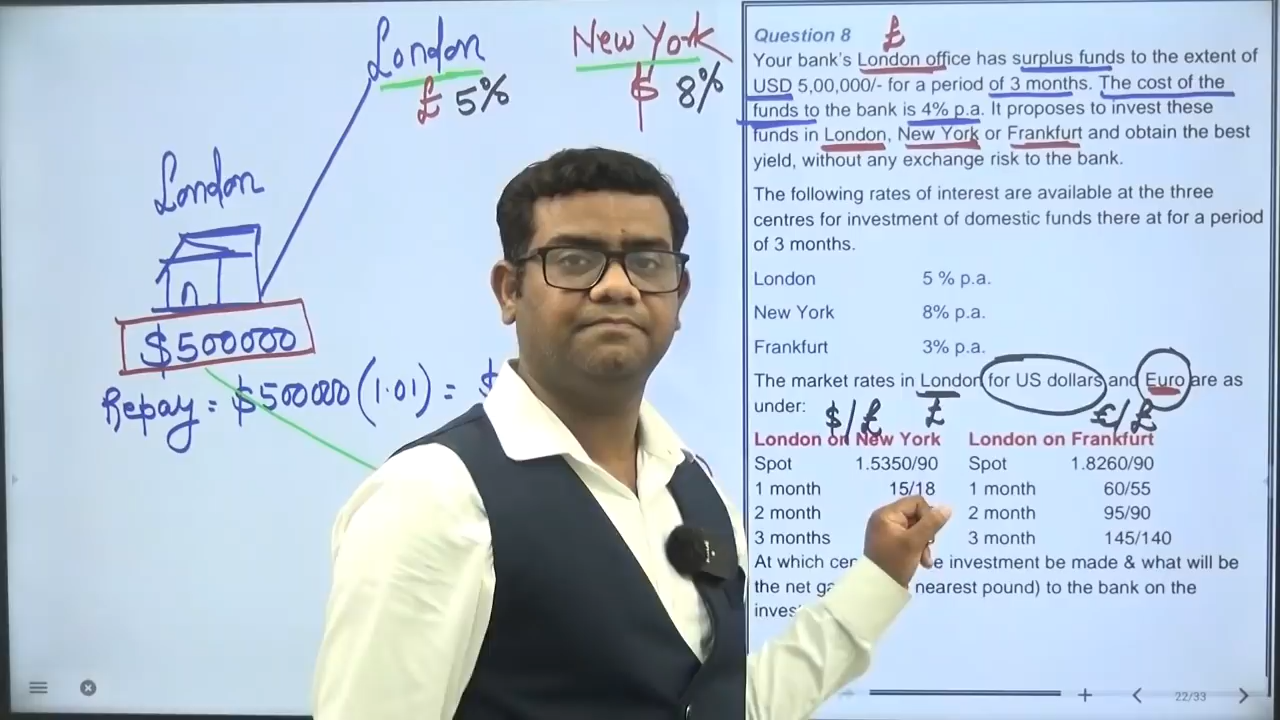 London
£ 5%
New York
$ 8%
London
$500000
Repay = $500000 (1.01) = $
Question 8
£
Your bank's London office has surplus funds to the extent of
USD 5,00,000/- for a period of 3 months. The cost of the
funds to the bank is 4% p.a. It proposes to invest these
funds in London, New York or Frankfurt and obtain the best
yield, without any exchange risk to the bank.
The following rates of interest are available at the three
centres for investment of domestic funds there at for a period
of 3 months.
London 5 % p.a.
New York 8% p.a.
Frankfurt 3% p.a.
The market rates in London for US dollars and Euro are as
under:
$/£ £ €/£
London on New York London on Frankfurt
Spot 1.5350/90 Spot 1.8260/90
1 month 15/18 1 month 60/55
2 month 2 month 95/90
3 months 3 month 145/140
At which investment be made & what will be
the net nearest pound) to the bank on the
22/33